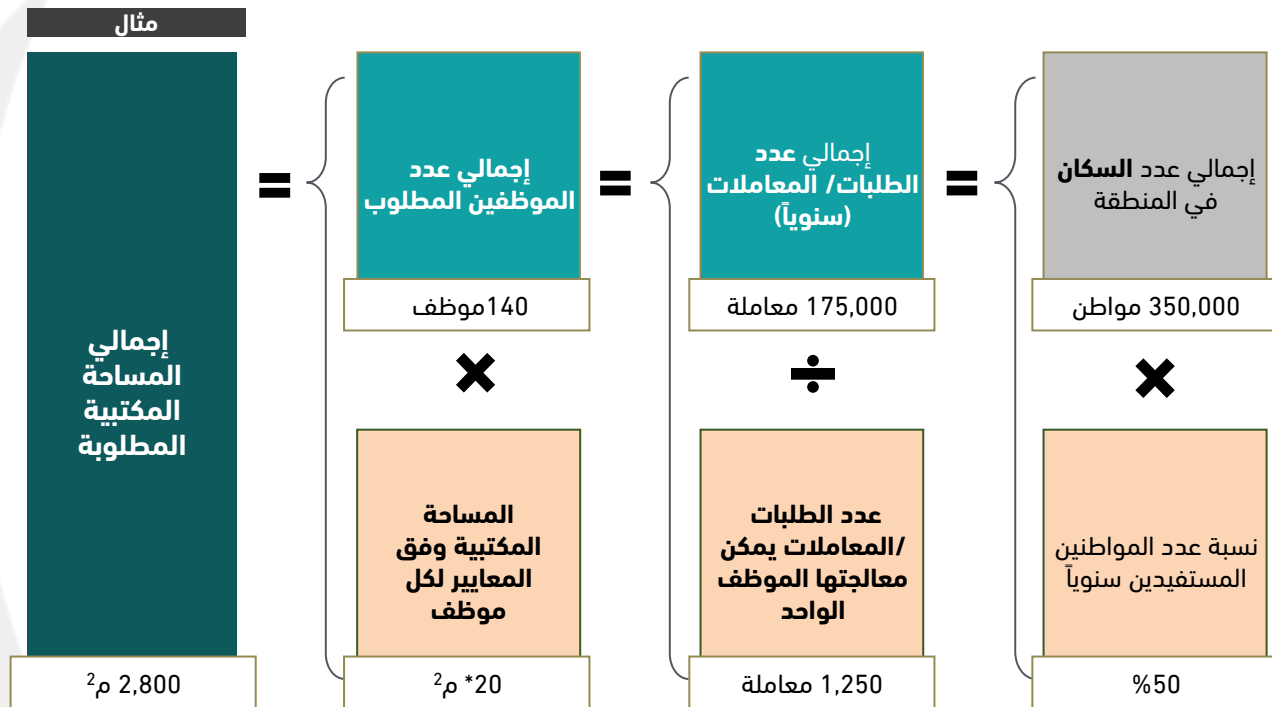 مثال
إجمالي عدد السكان
في المنطقة
350,000 مواطن
×
نسبة عدد المواطنين
المستفيدين سنوياً
%50
=
إجمالي عدد
الطلبات/ المعاملات
(سنوياً)
175,000 معاملة
÷
عدد الطلبات
/المعاملات يمكن
معالجتها الموظف
الواحد
1,250 معاملة
=
إجمالي عدد
الموظفين المطلوب
140موظف
×
المساحة
المكتبية وفق
المعايير لكل
موظف
20* م²
=
إجمالي
المساحة
المكتبية
المطلوبة
2,800 م²